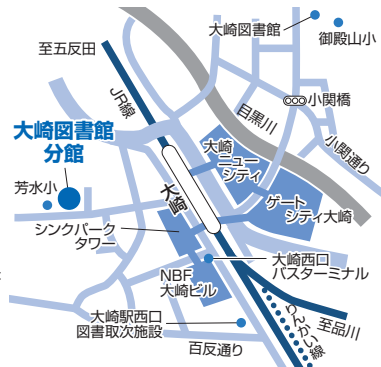 大崎図書館
御殿山小
至五反田
JR線
小関橋
目黒川
小関通り
大崎図書館
分館
大崎
ニュー
シティ
芳水小
大崎
ゲート
シティ大崎
シンクパーク
タワー
大崎西口
バスターミナル
NBF
大崎ビル
りんかい線
至品川
大崎駅西口
図書取次施設
百反通り